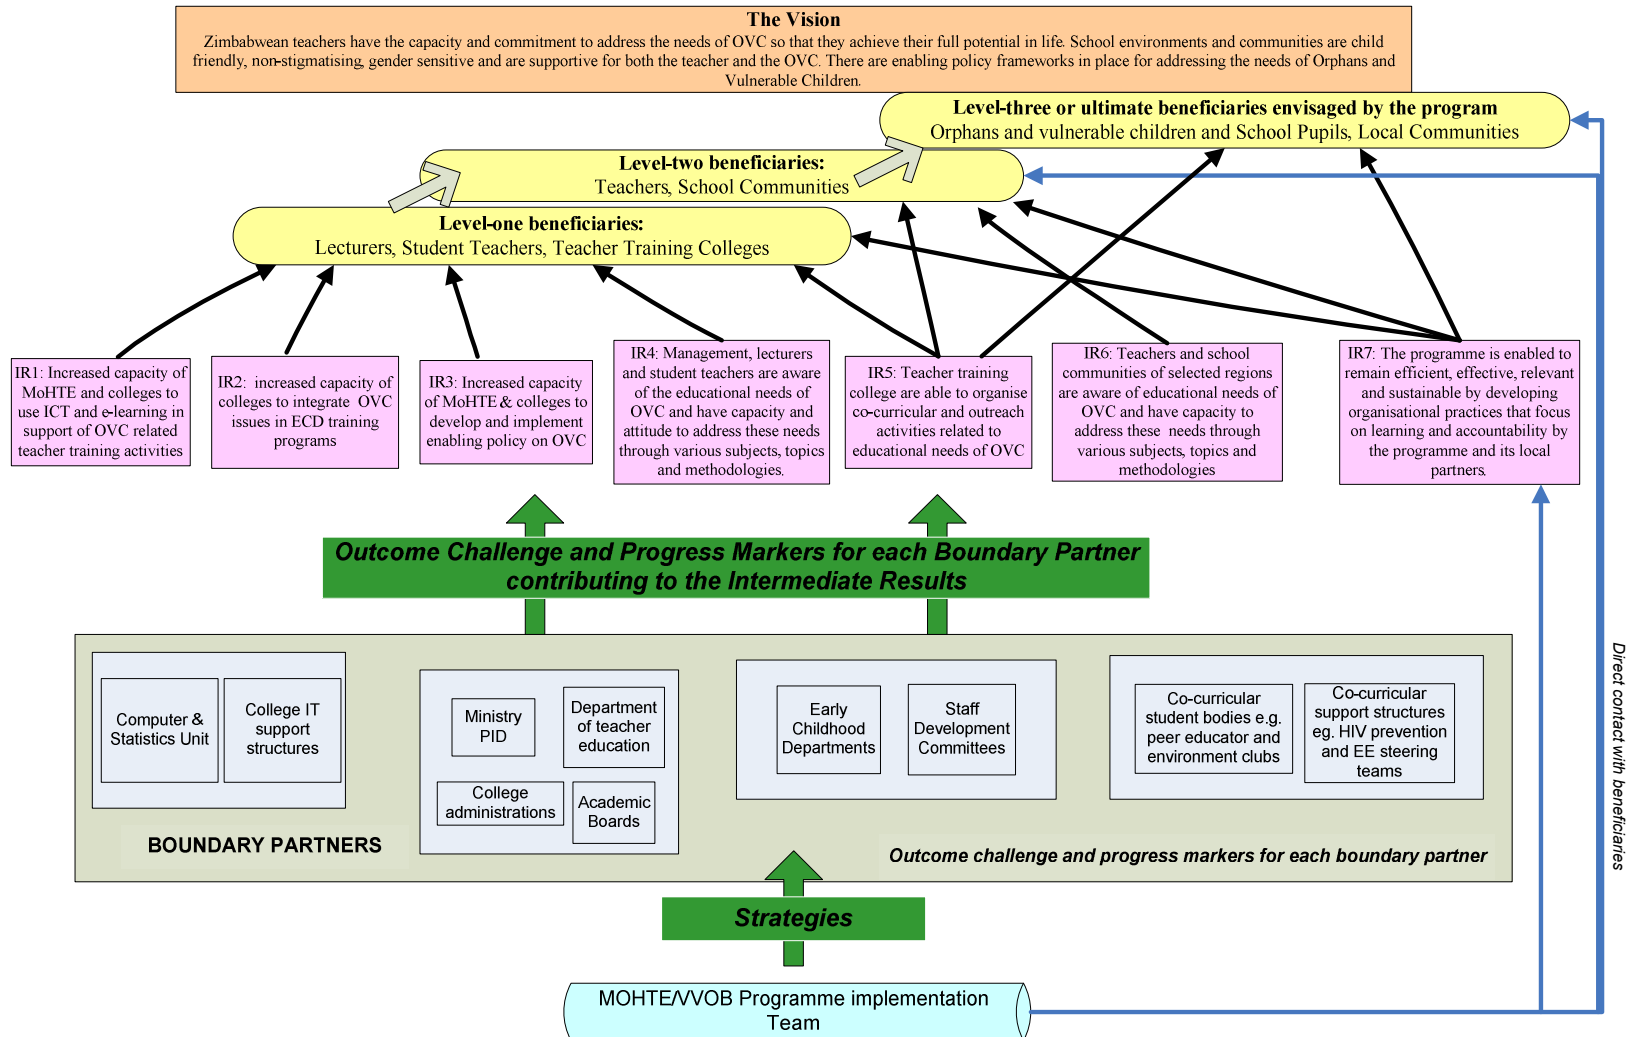 The Vision
Zimbabwean teachers have the capacity and commitment to address the needs of OVC so that they achieve their full potential in life. School environments and communities are child
friendly, non-stigmatising, gender sensitive and are supportive for both the teacher and the OVC. There are enabling policy frameworks in place for addressing the needs of Orphans and
Vulnerable Children.
Level-three or ultimate beneficiaries envisaged by the program
Orphans and vulnerable children and School Pupils, Local Communities
Level-two beneficiaries:
Teachers, School Communities
Level-one beneficiaries:
Lecturers, Student Teachers, Teacher Training Colleges
IR1: Increased capacity of
MoHTE and colleges to
use ICT and e-learning in
support of OVC related
teacher training activities
IR2: increased capacity of
colleges to integrate OVC
issues in ECD training
programs
IR3: Increased capacity
of MoHTE & colleges to
develop and implement
enabling policy on OVC
IR4: Management, lecturers
and student teachers are aware
of the educational needs of
OVC and have capacity and
attitude to address these needs
through various subjects, topics
and methodologies.
IR5: Teacher training
college are able to organise
co-curricular and outreach
activities related to
educational needs of OVC
IR6: Teachers and school
communities of selected regions
are aware of educational needs of
OVC and have capacity to
address these needs through
various subjects, topics and
methodologies
IR7: The programme is enabled to
remain efficient, effective, relevant
and sustainable by developing
organisational practices that focus
on learning and accountability by
the programme and its local
partners.
Outcome Challenge and Progress Markers for each Boundary Partner
contributing to the Intermediate Results
Computer &
Statistics Unit
College IT
support
structures
Ministry
PID
Department
of teacher
education
College
administrations
Academic
Boards
Early
Childhood
Departments
Staff
Development
Committees
Co-curricular
student bodies e.g.
peer educator and
environment clubs
Co-curricular
support structures
eg. HIV prevention
and EE steering
teams
BOUNDARY PARTNERS
Outcome challenge and progress markers for each boundary partner
Direct contact with beneficiaries
Strategies
MOHTE/VVOB Programme implementation
Team